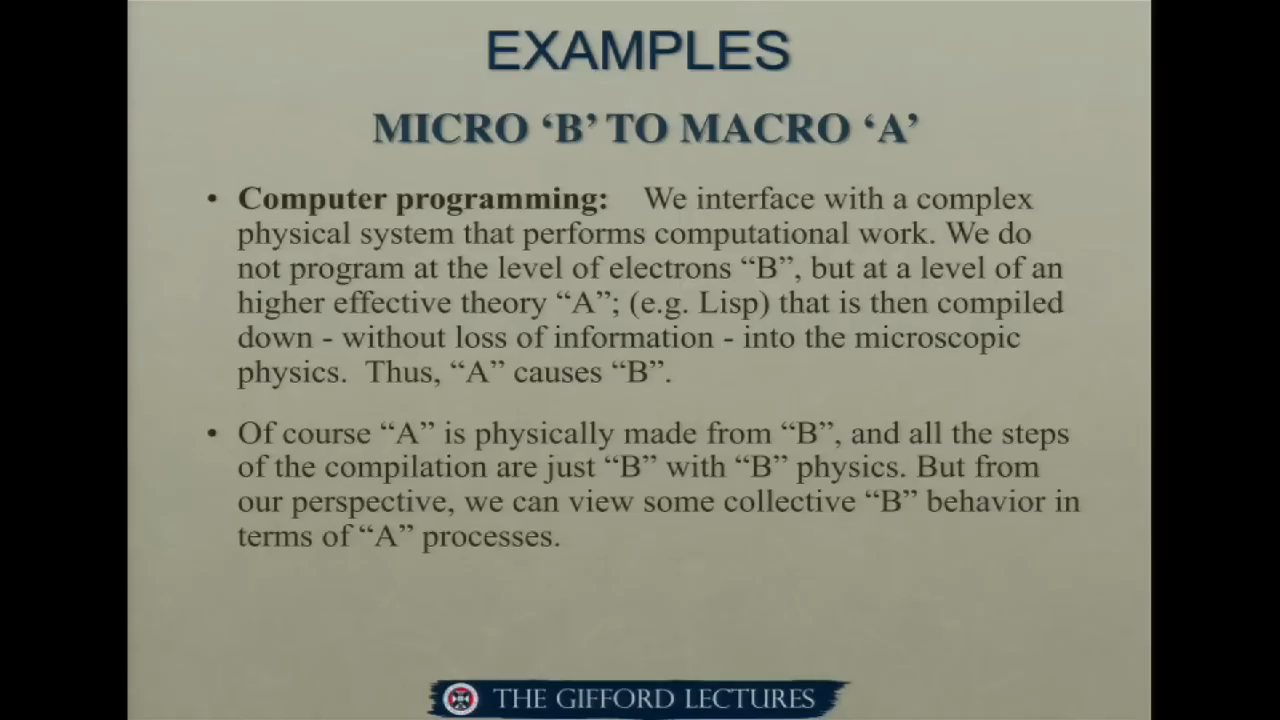 EXAMPLES
MICRO ‘B’ TO MACRO ‘A’
• Computer programming: We interface with a complex
physical system that performs computational work. We do
not program at the level of electrons “B”, but at a level of an
higher effective theory “A”; (e.g. Lisp) that is then compiled
down - without loss of information - into the microscopic
physics. Thus, “A” causes “B”.
• Of course “A” is physically made from “B”, and all the steps
of the compilation are just “B” with “B” physics. But from
our perspective, we can view some collective “B” behavior in
terms of “A” processes.
THE GIFFORD LECTURES